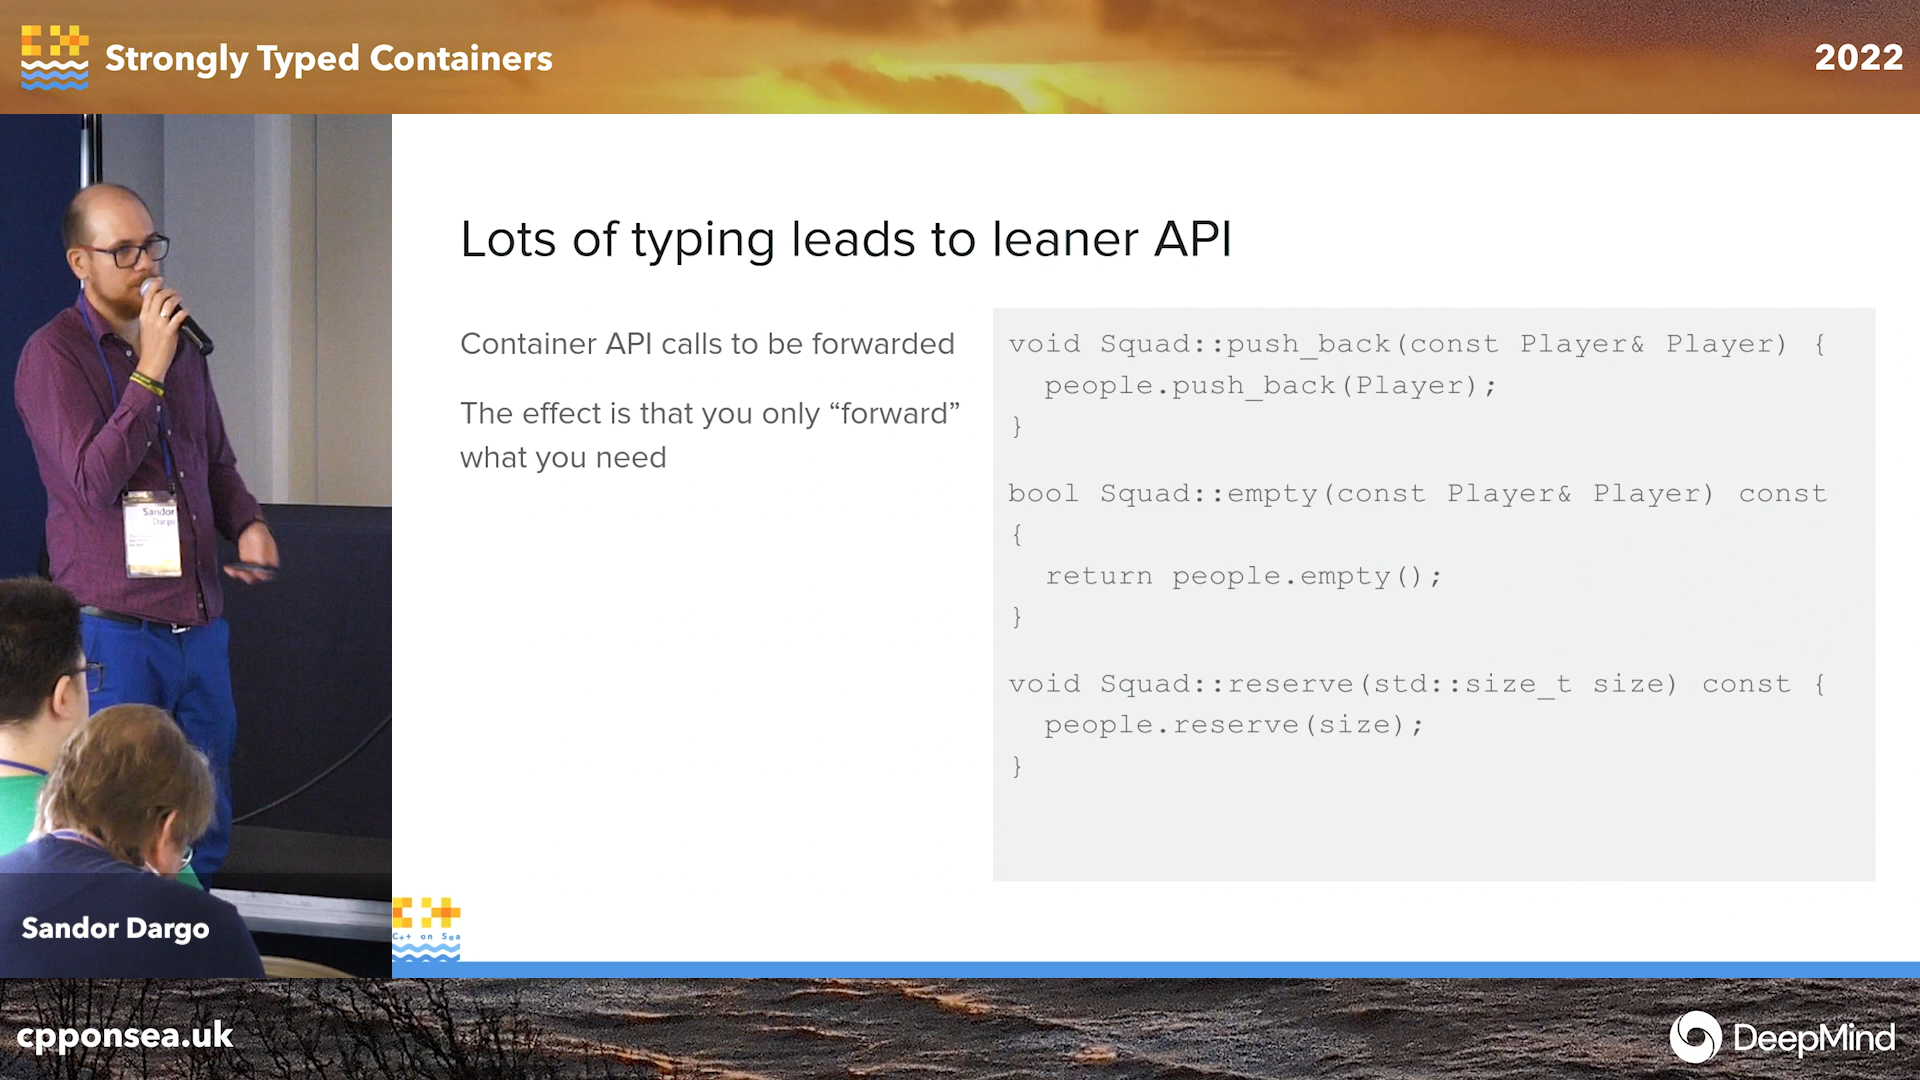 Strongly Typed Containers
2022
Lots of typing leads to leaner API
Container API calls to be forwarded
The effect is that you only “forward”
what you need
void Squad::push_back(const Player& Player) {
  people.push_back(Player);
}
bool Squad::empty(const Player& Player) const
{
  return people.empty();
}
void Squad::reserve(std::size_t size) const {
  people.reserve(size);
}
Sandor
Dargo
Sandor Dargo
C++ on Sea
cpponsea.uk
DeepMind